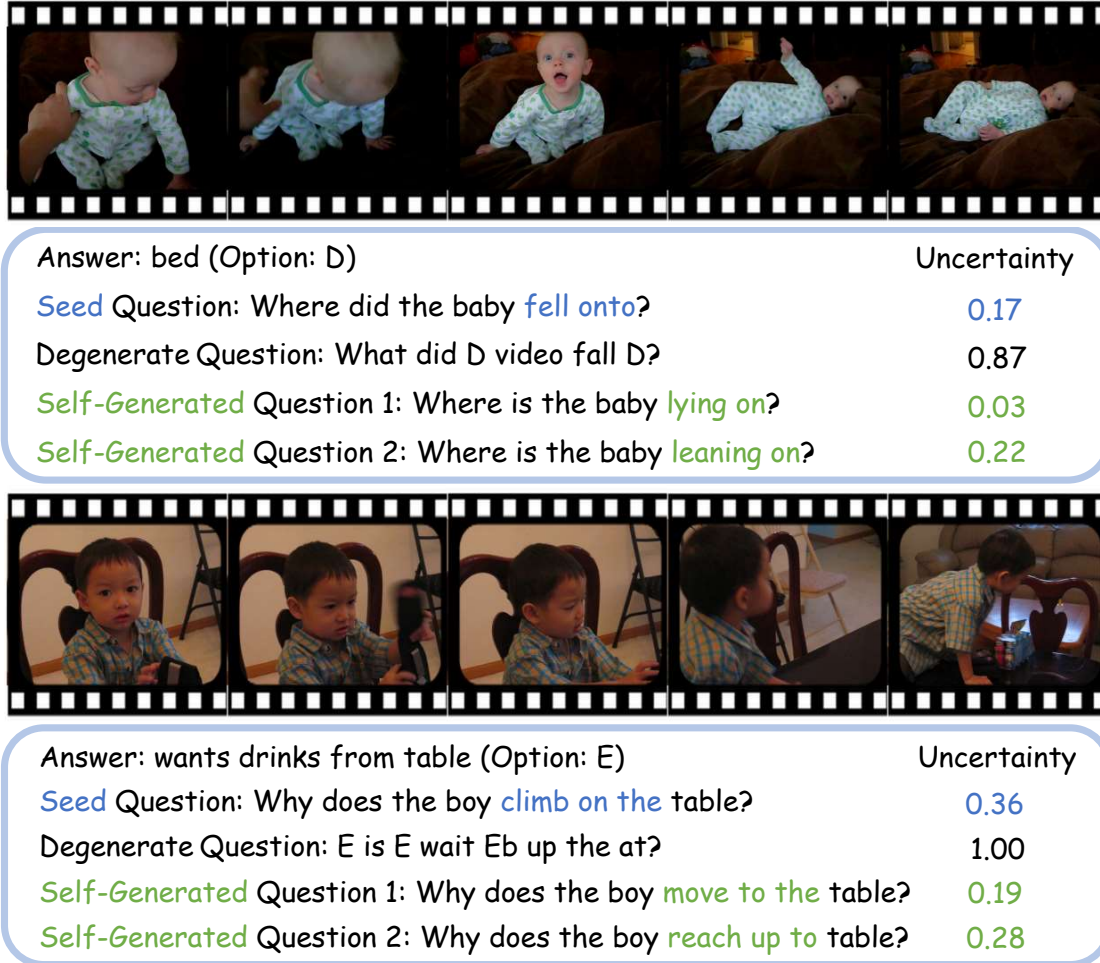 Answer: bed (Option: D) Uncertainty
Seed Question: Where did the baby fell onto? 0.17
Degenerate Question: What did D video fall D? 0.87
Self-Generated Question 1: Where is the baby lying on? 0.03
Self-Generated Question 2: Where is the baby leaning on? 0.22
Answer: wants drinks from table (Option: E) Uncertainty
Seed Question: Why does the boy climb on the table? 0.36
Degenerate Question: E is E wait Eb up the at? 1.00
Self-Generated Question 1: Why does the boy move to the table? 0.19
Self-Generated Question 2: Why does the boy reach up to table? 0.28